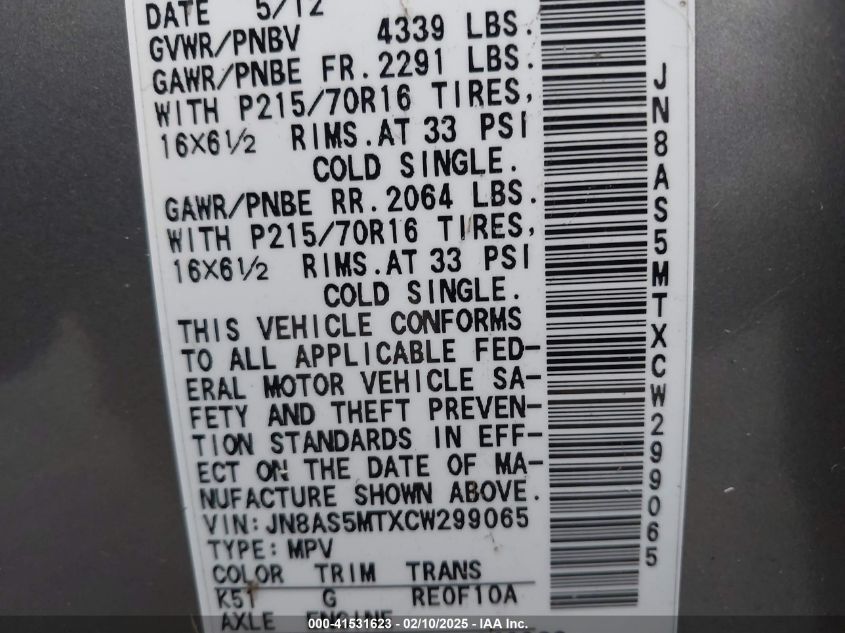 DATE 5/12
GVWR/PNBV 4339 LBS.
GAWR/PNBE FR. 2291 LBS.
WITH P215/70R16 TIRES,
16X6½ RIMS. AT 33 PSI
COLD SINGLE.
GAWR/PNBE RR. 2064 LBS.
WITH P215/70R16 TIRES,
16X6½ RIMS. AT 33 PSI
COLD SINGLE.
THIS VEHICLE CONFORMS
TO ALL APPLICABLE FED-
ERAL MOTOR VEHICLE SA-
FETY AND THEFT PREVEN-
TION STANDARDS IN EFF-
ECT ON THE DATE OF MA-
NUFACTURE SHOWN ABOVE.
VIN: JN8AS5MTXCW299065
TYPE: MPV
COLOR TRIM TRANS
K51 G RE0F10A
AXLE ENGINE
JN8AS5MTXCW299065
000-41531623 - 02/10/2025 - IAA Holdings, LLC.